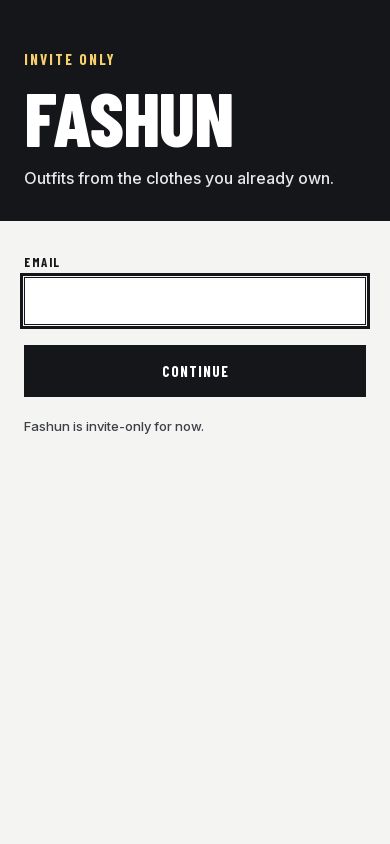 INVITE ONLY
FASHUN
Outfits from the clothes you already own.
EMAIL
CONTINUE
Fashun is invite-only for now.